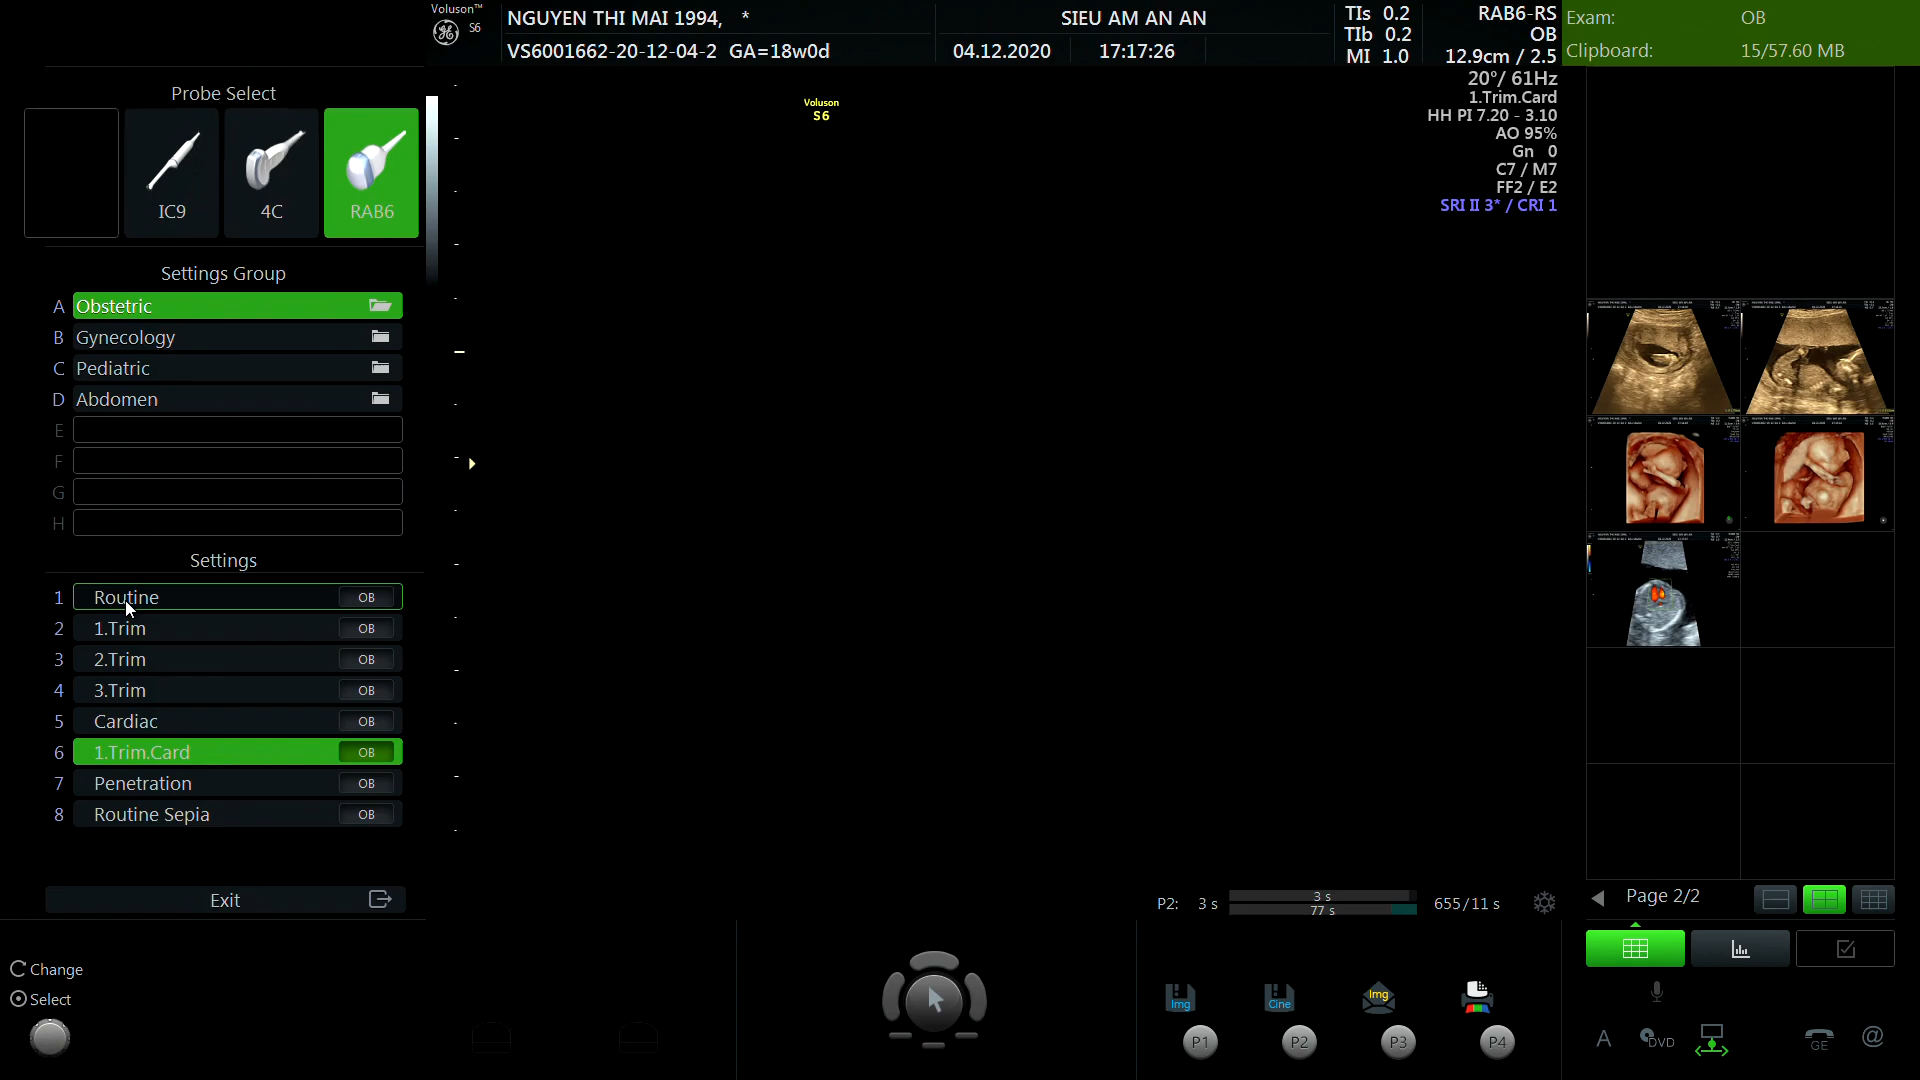 Voluson™
S6
NGUYEN THI MAI 1994, *
VS6001662-20-12-04-2 GA=18w0d
SIEU AM AN AN
04.12.2020 17:17:26
TIs 0.2
TIb 0.2
MI 1.0
RAB6-RS
OB
12.9cm / 2.5
20°/ 61Hz
1.Trim.Card
HH PI 7.20 - 3.10
AO 95%
Gn 0
C7 / M7
FF2 / E2
SRI II 3* / CRI 1
Exam: OB
Clipboard: 15/57.60 MB
Voluson
S6
Probe Select
IC9
4C
RAB6
Settings Group
A Obstetric
B Gynecology
C Pediatric
D Abdomen
E
F
G
H
Settings
1 Routine OB
2 1.Trim OB
3 2.Trim OB
4 3.Trim OB
5 Cardiac OB
6 1.Trim.Card OB
7 Penetration OB
8 Routine Sepia OB
Exit
Change
Select
P2: 3 s
3 s
77 s
655/11 s
Page 2/2
Img
Cine
Img
P1
P2
P3
P4
A
DVD
GE
@